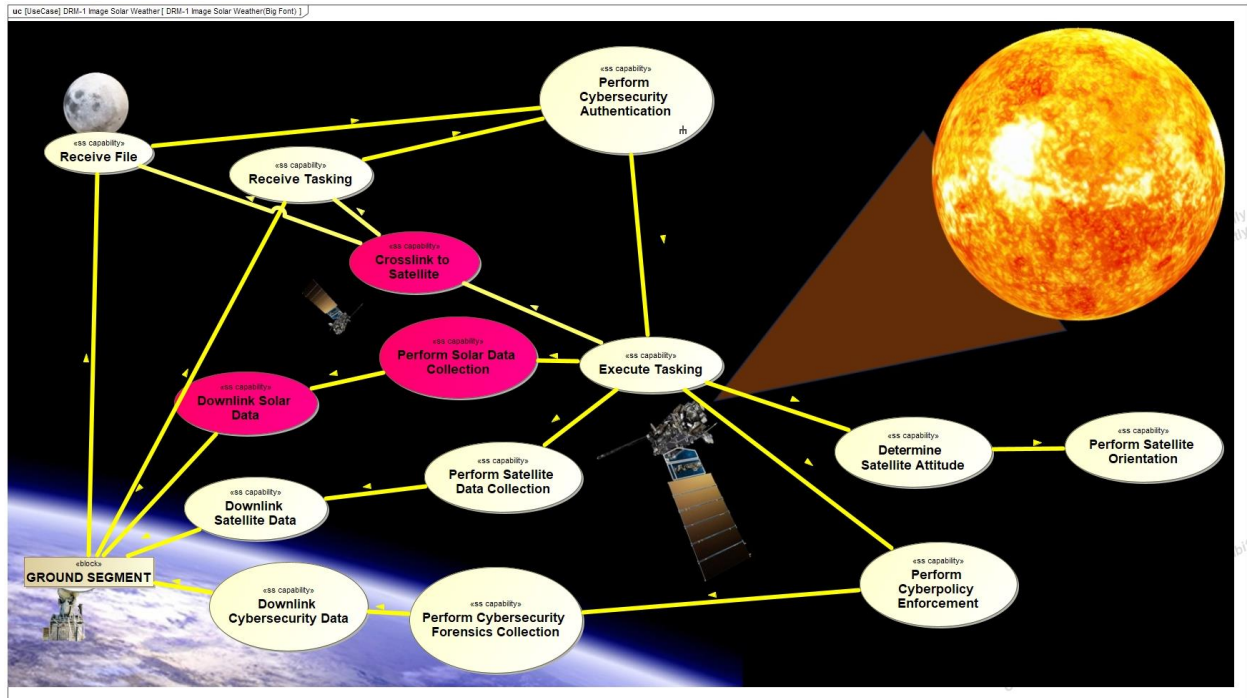 uc [UseCase] DRM-1 Image Solar Weather [ DRM-1 Image Solar Weather(Big Font) ]
«ss capability»
Perform
Cybersecurity
Authentication
«ss capability»
Receive File
«ss capability»
Receive Tasking
«ss capability»
Crosslink to
Satellite
«ss capability»
Perform Solar Data
Collection
«ss capability»
Execute Tasking
«ss capability»
Downlink Solar
Data
«ss capability»
Determine
Satellite Attitude
«ss capability»
Perform Satellite
Orientation
«ss capability»
Perform Satellite
Data Collection
«ss capability»
Downlink
Satellite Data
«block»
GROUND SEGMENT
«ss capability»
Downlink
Cybersecurity Data
«ss capability»
Perform Cybersecurity
Forensics Collection
«ss capability»
Perform
Cyberpolicy
Enforcement